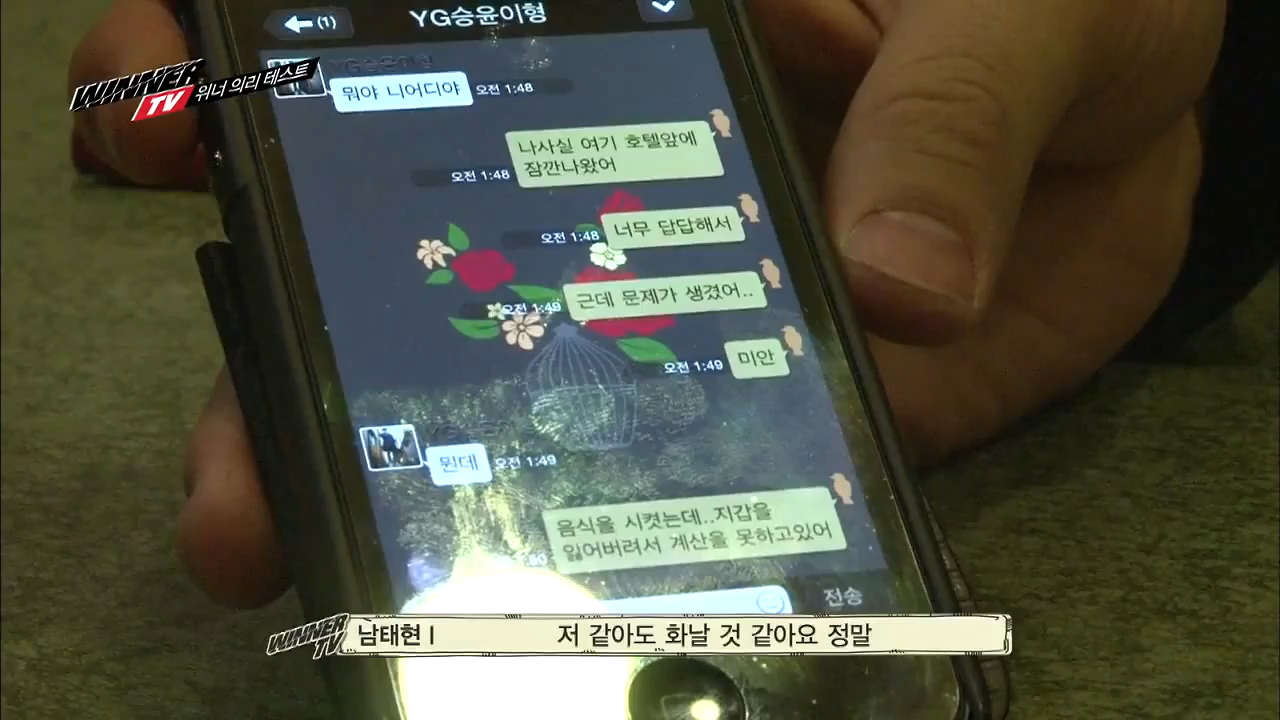 (1)
YG승윤이형
WINNER TV
위너 의리 테스트
뭐야 니어디야
오전 1:48
나사실 여기 호텔앞에
잠깐나왔어
오전 1:48
너무 답답해서
오전 1:48
근데 문제가 생겼어..
오전 1:49
미안
오전 1:49
뭔데
오전 1:49
음식을 시켯는데..지갑을
잃어버려서 계산을 못하고있어
전송
WINNER TV
남태현 |
저 같아도 화날 것 같아요 정말